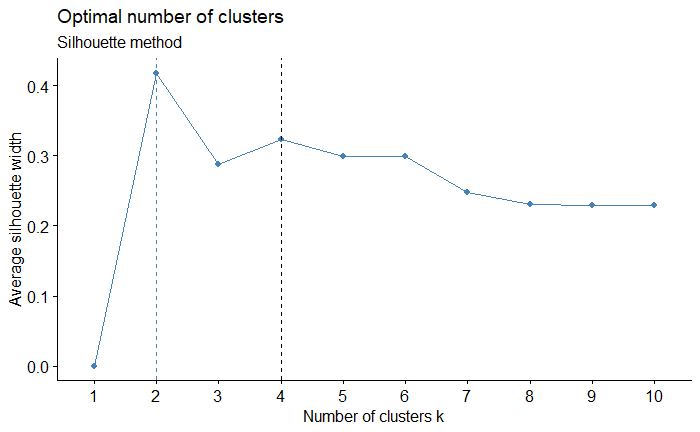 Optimal number of clusters
Silhouette method
Average silhouette width
0.4
0.3
0.2
0.1
0.0
1 2 3 4 5 6 7 8 9 10
Number of clusters k